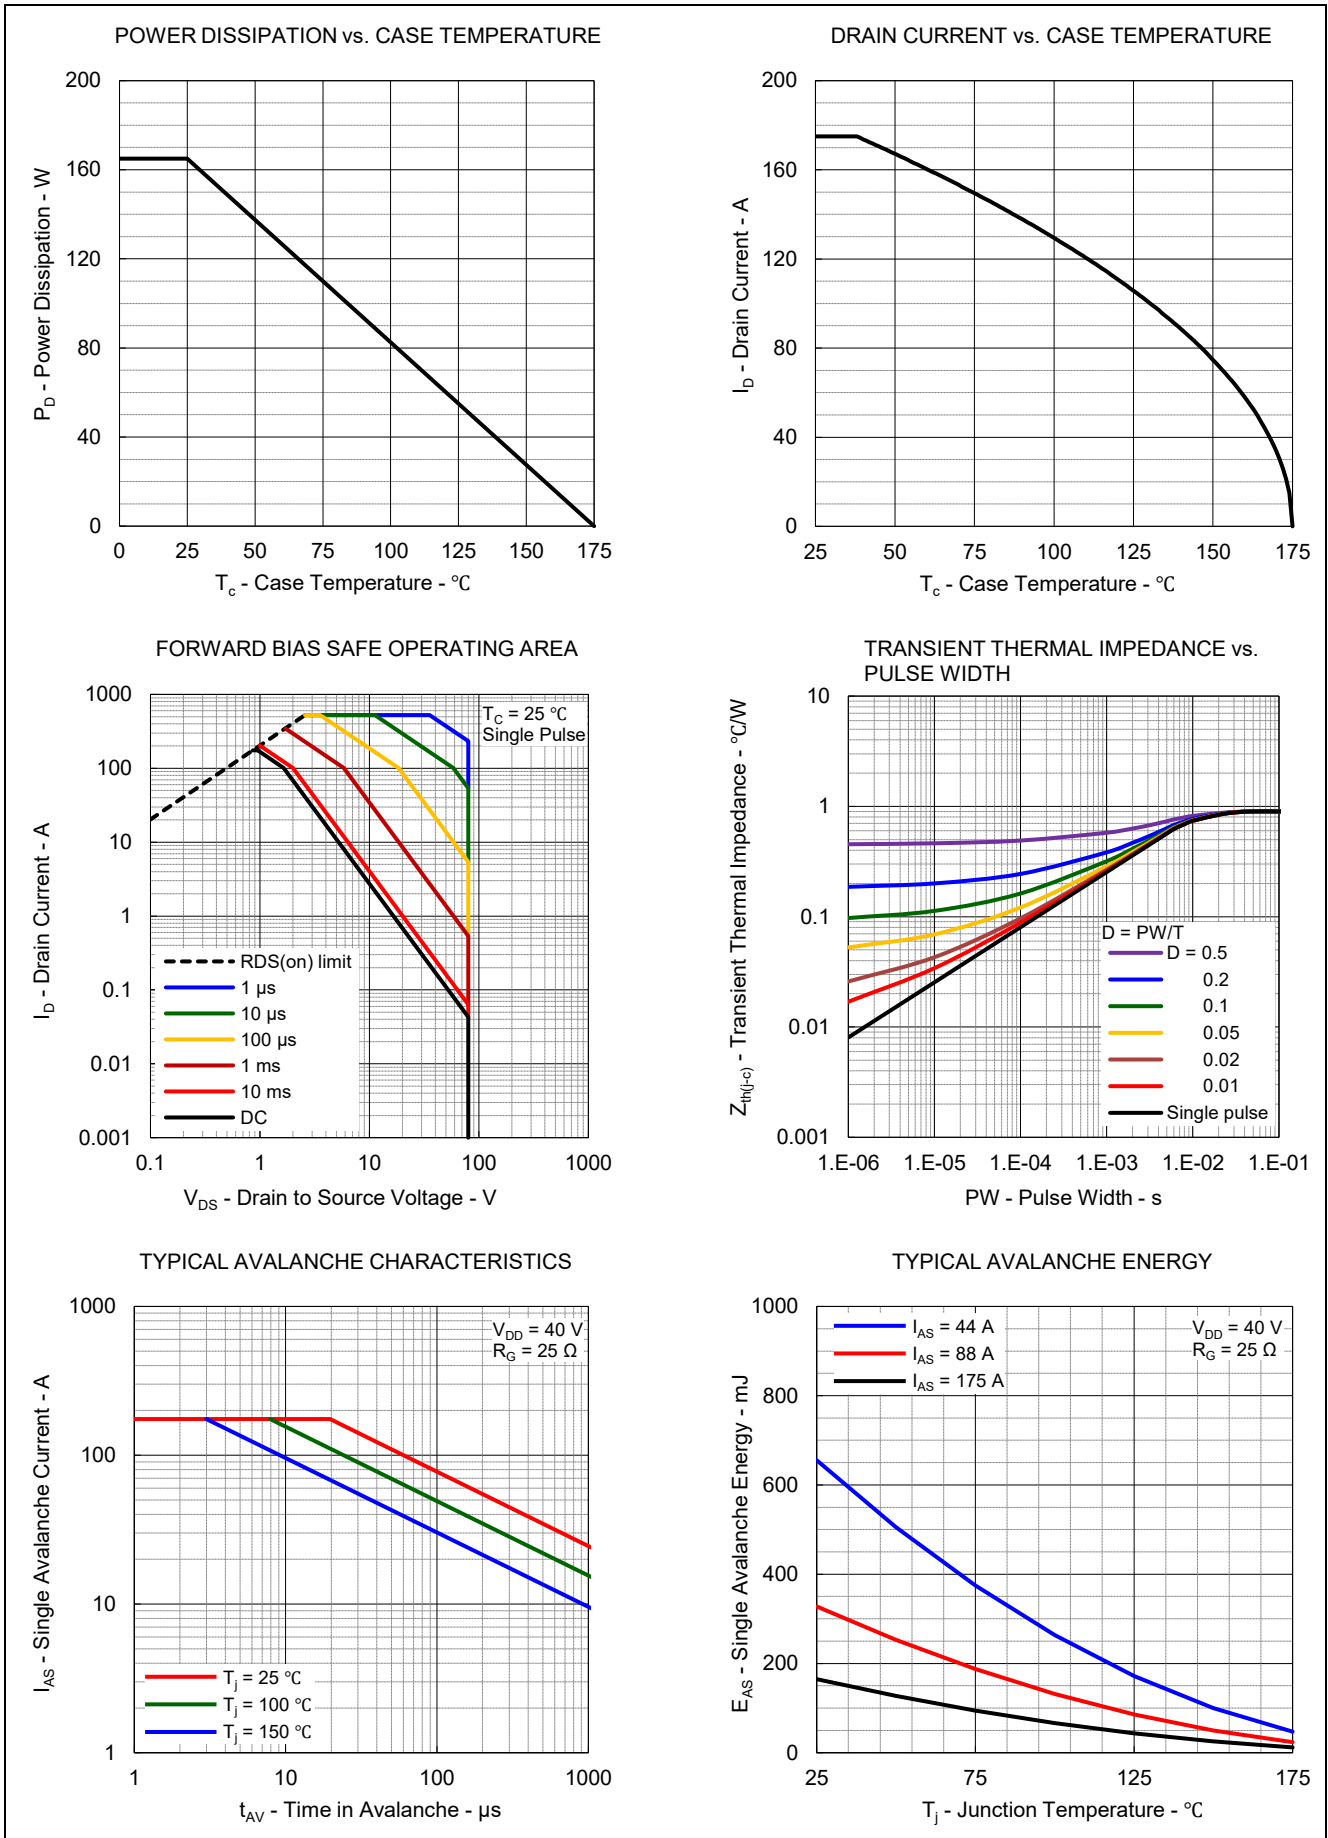 POWER DISSIPATION vs. CASE TEMPERATURE
P_D - Power Dissipation - W
200
160
120
80
40
0
0 25 50 75 100 125 150 175
T_c - Case Temperature - ℃
DRAIN CURRENT vs. CASE TEMPERATURE
I_D - Drain Current - A
200
160
120
80
40
0
25 50 75 100 125 150 175
T_c - Case Temperature - ℃
FORWARD BIAS SAFE OPERATING AREA
I_D - Drain Current - A
1000
100
10
1
0.1
0.01
0.001
T_C = 25 ℃
Single Pulse
RDS(on) limit
1 µs
10 µs
100 µs
1 ms
10 ms
DC
0.1 1 10 100 1000
V_DS - Drain to Source Voltage - V
TRANSIENT THERMAL IMPEDANCE vs.
PULSE WIDTH
Z_th(j-c) - Transient Thermal Impedance - ℃/W
10
1
0.1
0.01
0.001
D = PW/T
D = 0.5
0.2
0.1
0.05
0.02
0.01
Single pulse
1.E-06 1.E-05 1.E-04 1.E-03 1.E-02 1.E-01
PW - Pulse Width - s
TYPICAL AVALANCHE CHARACTERISTICS
I_AS - Single Avalanche Current - A
1000
100
10
1
V_DD = 40 V
R_G = 25 Ω
T_j = 25 ℃
T_j = 100 ℃
T_j = 150 ℃
1 10 100 1000
t_AV - Time in Avalanche - µs
TYPICAL AVALANCHE ENERGY
E_AS - Single Avalanche Energy - mJ
1000
800
600
400
200
0
I_AS = 44 A
I_AS = 88 A
I_AS = 175 A
V_DD = 40 V
R_G = 25 Ω
25 75 125 175
T_j - Junction Temperature - ℃